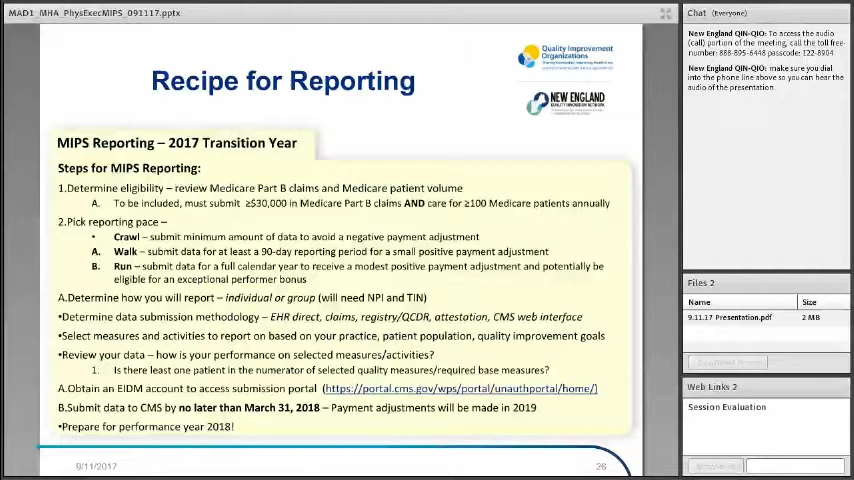 MAD1_MHA_PhysExecMIPS_091117.pptx
Quality Improvement
Organizations
NEW ENGLAND
Recipe for Reporting
MIPS Reporting – 2017 Transition Year
Steps for MIPS Reporting:
1.Determine eligibility – review Medicare Part B claims and Medicare patient volume
A. To be included, must submit ≥$30,000 in Medicare Part B claims AND care for ≥100 Medicare patients annually
2.Pick reporting pace –
• Crawl – submit minimum amount of data to avoid a negative payment adjustment
A. Walk – submit data for at least a 90-day reporting period for a small positive payment adjustment
B. Run – submit data for a full calendar year to receive a modest positive payment adjustment and potentially be
eligible for an exceptional performer bonus
A.Determine how you will report – individual or group (will need NPI and TIN)
•Determine data submission methodology – EHR direct, claims, registry/QCDR, attestation, CMS web interface
•Select measures and activities to report on based on your practice, patient population, quality improvement goals
•Review your data – how is your performance on selected measures/activities?
1. Is there least one patient in the numerator of selected quality measures/required base measures?
A.Obtain an EIDM account to access submission portal (https://portal.cms.gov/wps/portal/unauthportal/home/)
B.Submit data to CMS by no later than March 31, 2018 – Payment adjustments will be made in 2019
•Prepare for performance year 2018!
9/11/2017
26
Chat (Everyone)
New England QIN-QIO: To access the audio
(call) portion of the meeting, call the toll free-
number: 888-895-6448 passcode: 122-8904
New England QIN-QIO: make sure you dial
into the phone line above so you can hear the
audio of the presentation.
Files 2
Name Size
9.11.17 Presentation.pdf 2 MB
Web Links 2
Session Evaluation